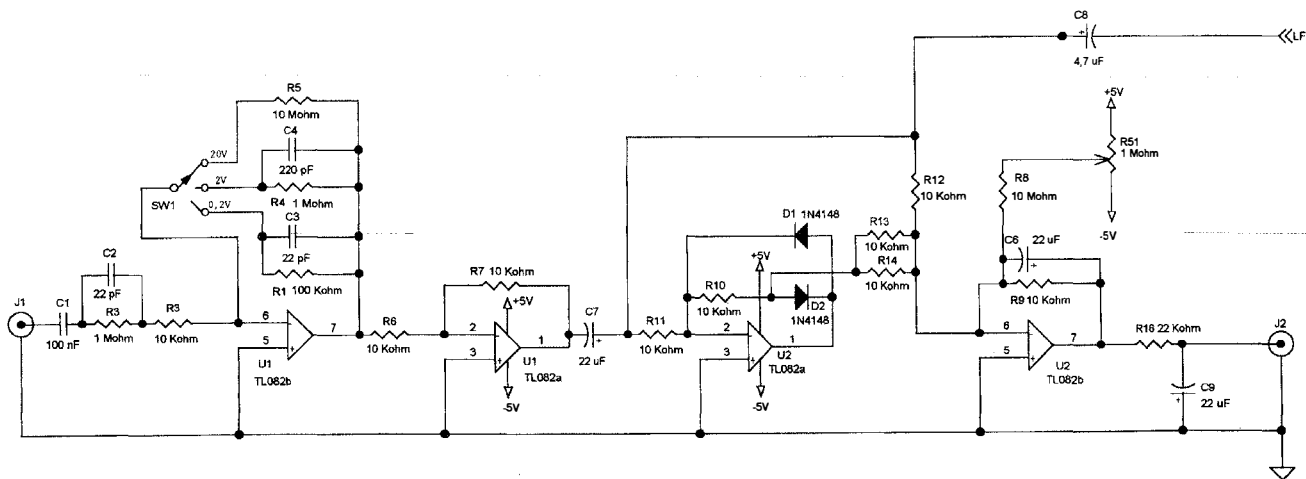 C8
+
4,7 uF
LF
R5
10 Mohm
C4
220 pF
20V
2V
0,2V
SW1
R4
1 Mohm
C3
22 pF
R1
100 Kohm
C2
22 pF
J1
C1
100 nF
R3
1 Mohm
R3
10 Kohm
6
5
7
U1
TL082b
R6
10 Kohm
R7 10 Kohm
+5V
2
3
1
U1
TL082a
-5V
C7
22 uF
R11
10 Kohm
R10
10 Kohm
D1
1N4148
D2
1N4148
+5V
2
3
1
U2
TL082a
-5V
R13
10 Kohm
R14
10 Kohm
R12
10 Kohm
+5V
R51
1 Mohm
-5V
R8
10 Mohm
C6
22 uF
+
R9 10 Kohm
6
5
7
U2
TL082b
R16 22 Kohm
J2
C9
22 uF
+